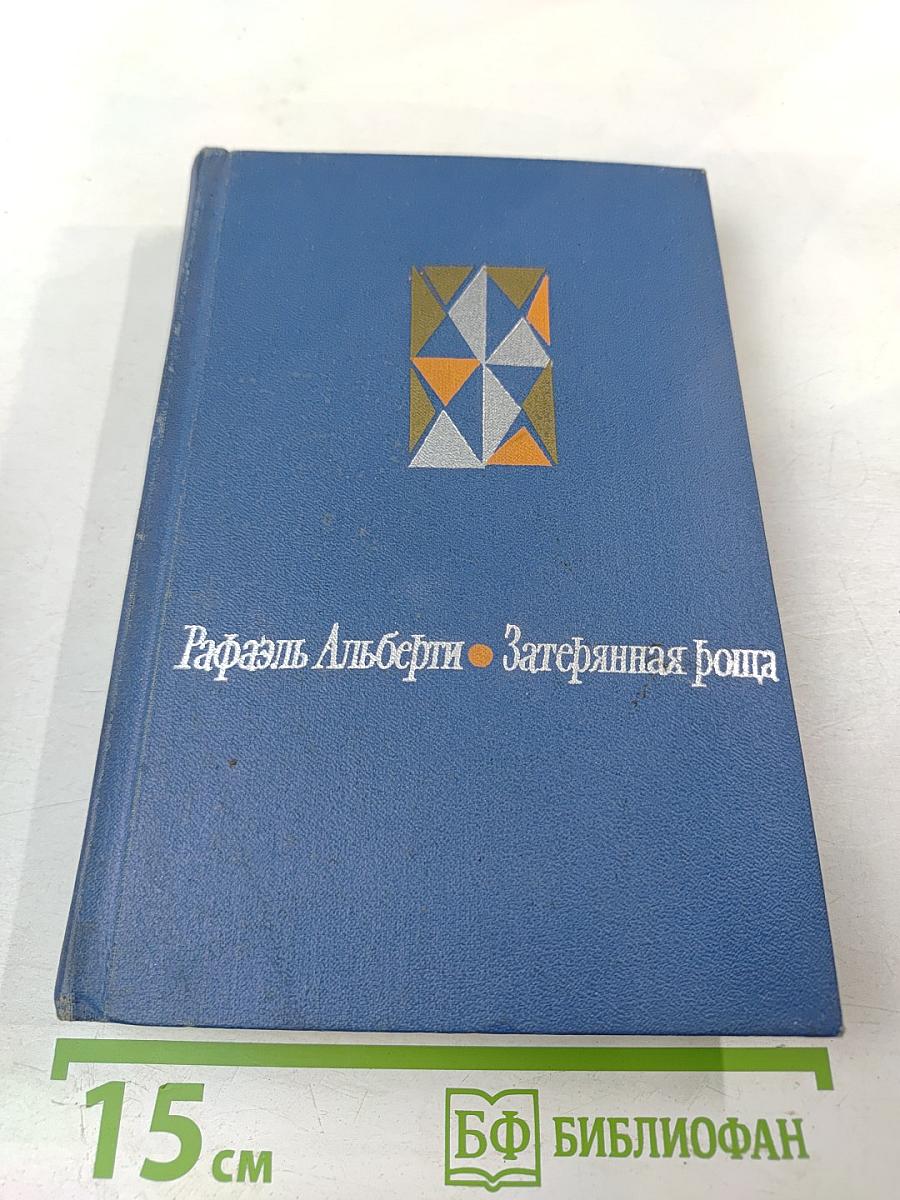 Рафаэль Альберти • Затерянная роща
15 см
БФ БИБЛИОФАН